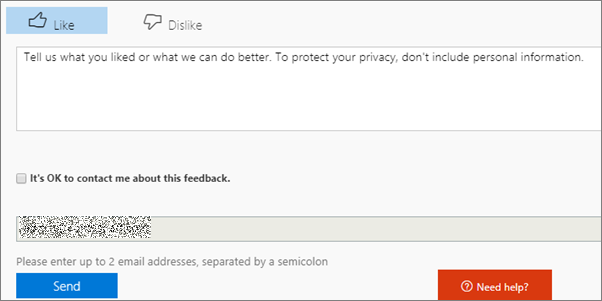 Like Dislike
Tell us what you liked or what we can do better. To protect your privacy, don't include personal information.
It's OK to contact me about this feedback.
Please enter up to 2 email addresses, separated by a semicolon
Send
Need help?